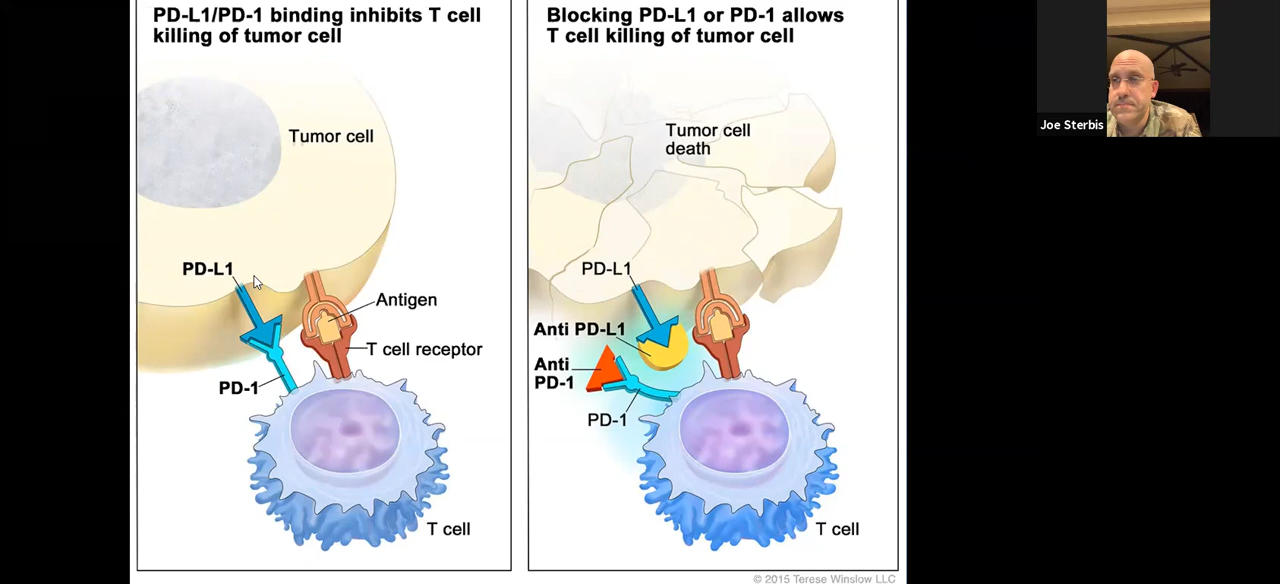 PD-L1/PD-1 binding inhibits T cell
killing of tumor cell
Tumor cell
PD-L1
Antigen
T cell receptor
PD-1
T cell
Blocking PD-L1 or PD-1 allows
T cell killing of tumor cell
Tumor cell
death
PD-L1
Anti PD-L1
Anti
PD-1
PD-1
T cell
© 2015 Terese Winslow LLC
Joe Sterbis